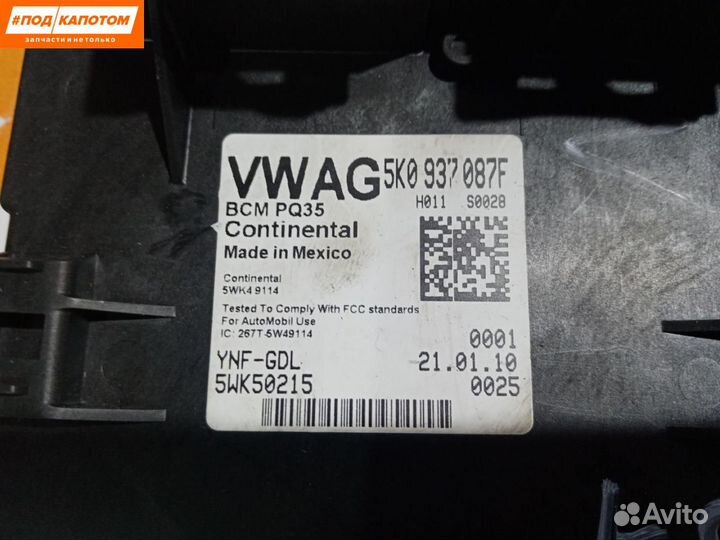 #ПОД КАПОТОМ
запчасти и не только
VWAG 5K0 937 087F
BCM PQ35 H011 S0028
Continental
Made in Mexico
Continental
5WK4 9114
Tested To Comply With FCC standards
For AutoMobil Use
IC: 267T-5W49114
0001
YNF-GDL 21.01.10
5WK50215 0025
Avito